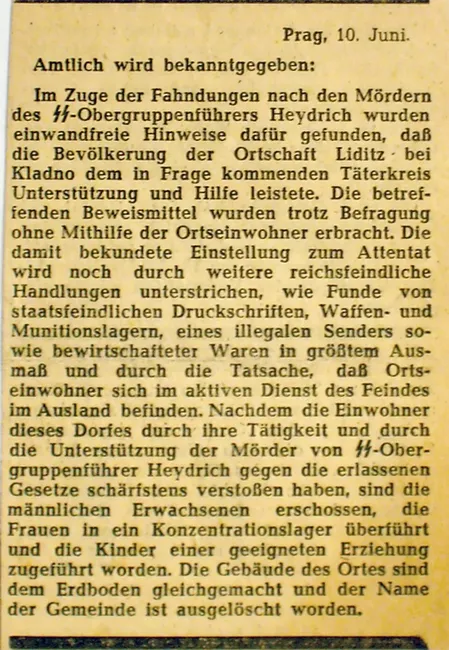 Prag, 10. Juni.
Amtlich wird bekanntgegeben:
Im Zuge der Fahndungen nach den Mördern
des ᛋᛋ-Obergruppenführers Heydrich wurden
einwandfreie Hinweise dafür gefunden, daß
die Bevölkerung der Ortschaft Liditz bei
Kladno dem in Frage kommenden Täterkreis
Unterstützung und Hilfe leistete. Die betref-
fenden Beweismittel wurden trotz Befragung
ohne Mithilfe der Ortseinwohner erbracht. Die
damit bekundete Einstellung zum Attentat
wird noch durch weitere reichsfeindliche
Handlungen unterstrichen, wie Funde von
staatsfeindlichen Druckschriften, Waffen- und
Munitionslagern, eines illegalen Senders so-
wie bewirtschafteter Waren in größtem Aus-
maß und durch die Tatsache, daß Orts-
einwohner sich im aktiven Dienst des Feindes
im Ausland befinden. Nachdem die Einwohner
dieses Dorfes durch ihre Tätigkeit und durch
die Unterstützung der Mörder von ᛋᛋ-Ober-
gruppenführer Heydrich gegen die erlassenen
Gesetze schärfstens verstoßen haben, sind die
männlichen Erwachsenen erschossen, die
Frauen in ein Konzentrationslager überführt
und die Kinder einer geeigneten Erziehung
zugeführt worden. Die Gebäude des Ortes sind
dem Erdboden gleichgemacht und der Name
der Gemeinde ist ausgelöscht worden.